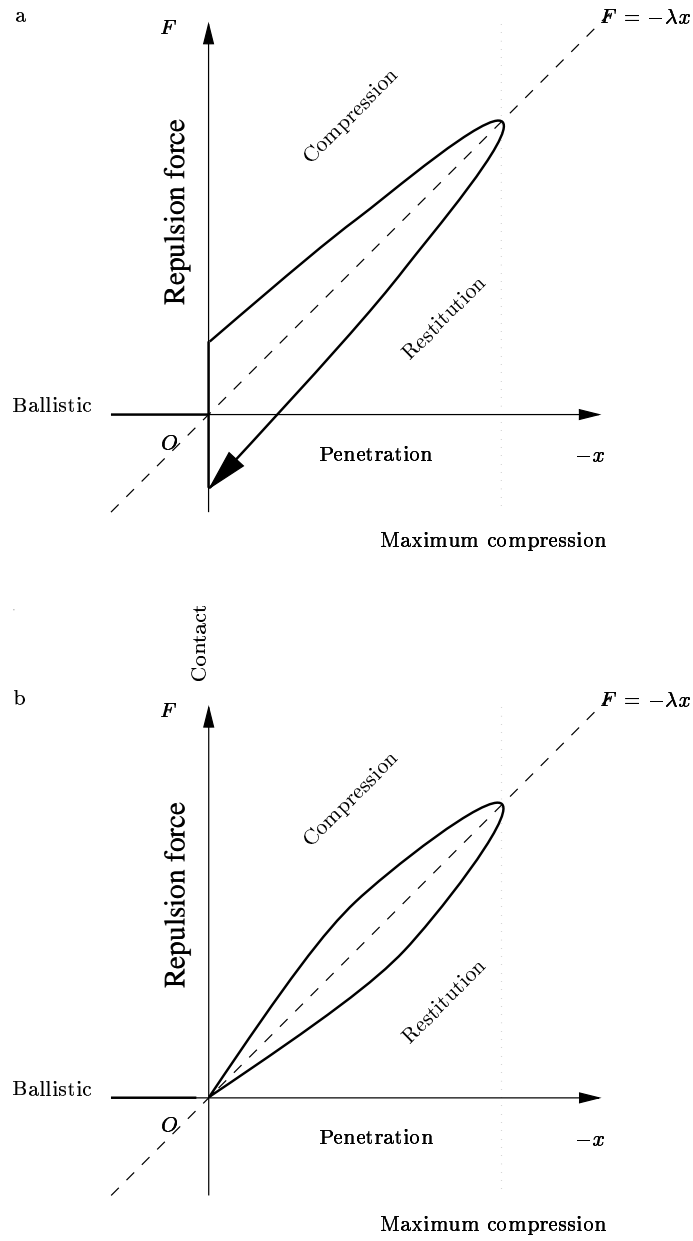 a
F
F = −λx
Compression
Repulsion force
Restitution
Ballistic
O
Penetration
−x
Maximum compression
Contact
b
F
F = −λx
Compression
Repulsion force
Restitution
Ballistic
O
Penetration
−x
Maximum compression